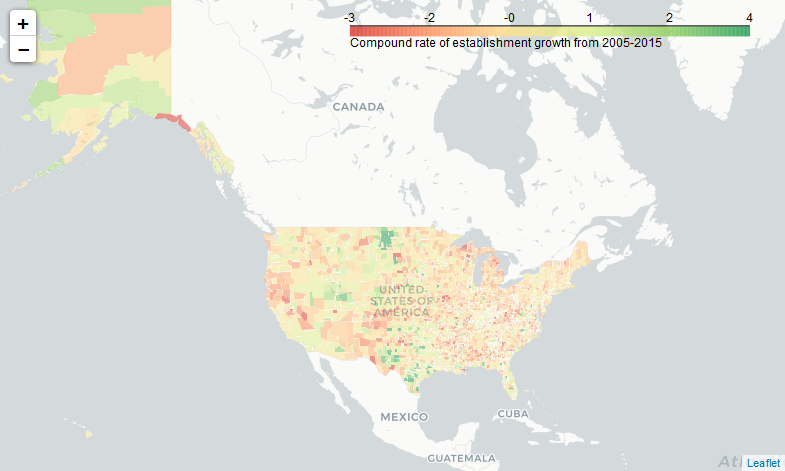 +
−
-3 -2 -0 1 2 4
Compound rate of establishment growth from 2005-2015
CANADA
UNITED
STATES OF
AMERICA
MEXICO
CUBA
GUATEMALA
Leaflet